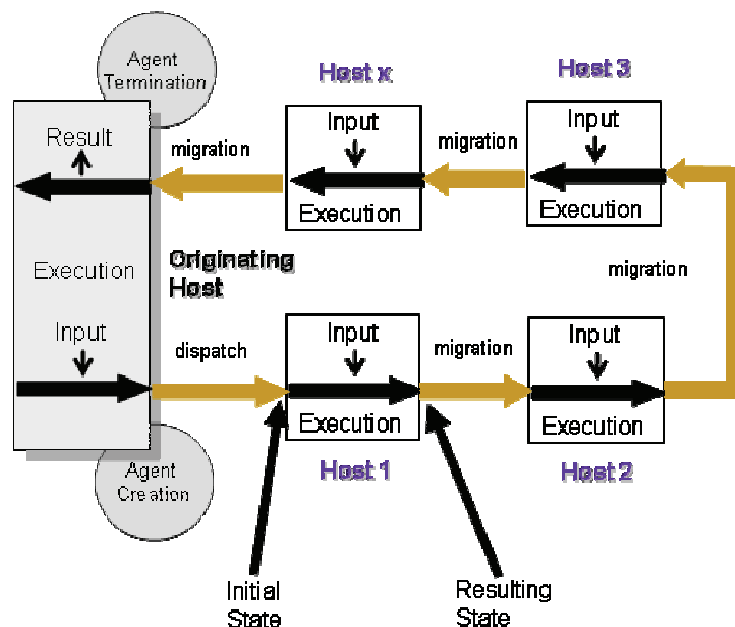 Agent
Termination
Host x
Host 3
Result
migration
Input
migration
Input
Execution
Execution
Execution
Originating
Host
migration
Input
dispatch
Input
migration
Input
Execution
Execution
Agent
Creation
Host 1
Host 2
Initial
State
Resulting
State